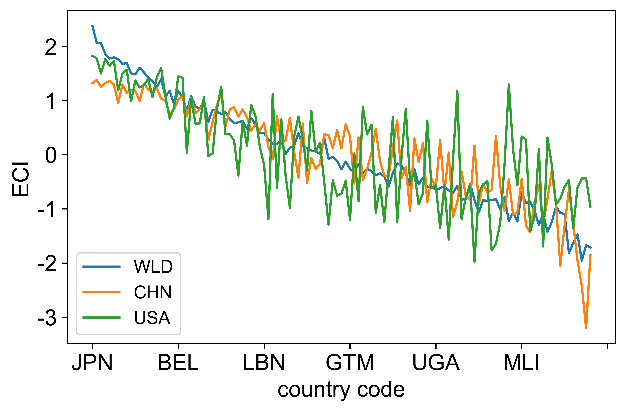 2
1
0
-1
-2
-3
ECI
WLD
CHN
USA
JPN BEL LBN GTM UGA MLI
country code